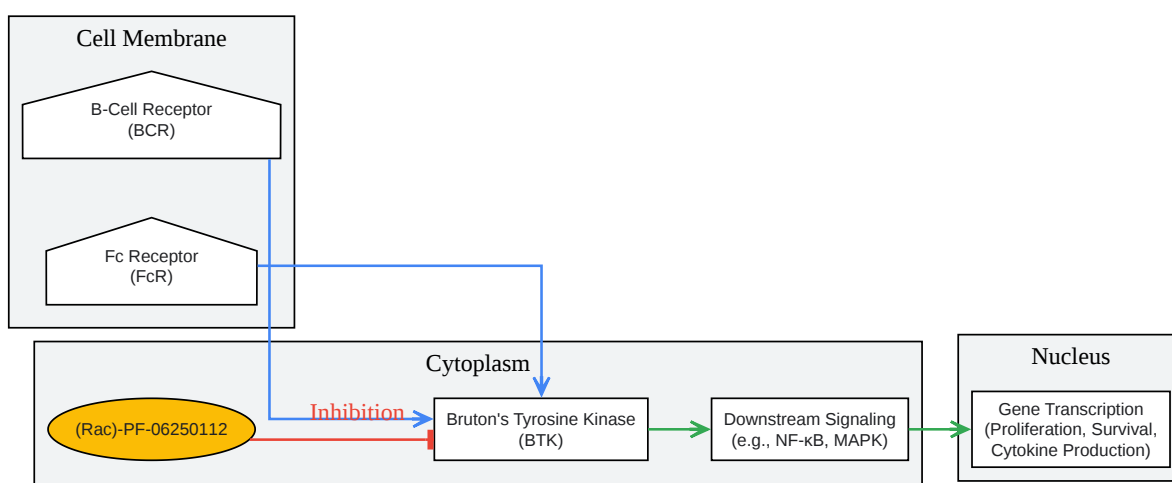 Cell Membrane
B-Cell Receptor
(BCR)
Fc Receptor
(FcR)
Cytoplasm
Inhibition
(Rac)-PF-06250112
Bruton's Tyrosine Kinase
(BTK)
Downstream Signaling
(e.g., NF-κB, MAPK)
Nucleus
Gene Transcription
(Proliferation, Survival,
Cytokine Production)